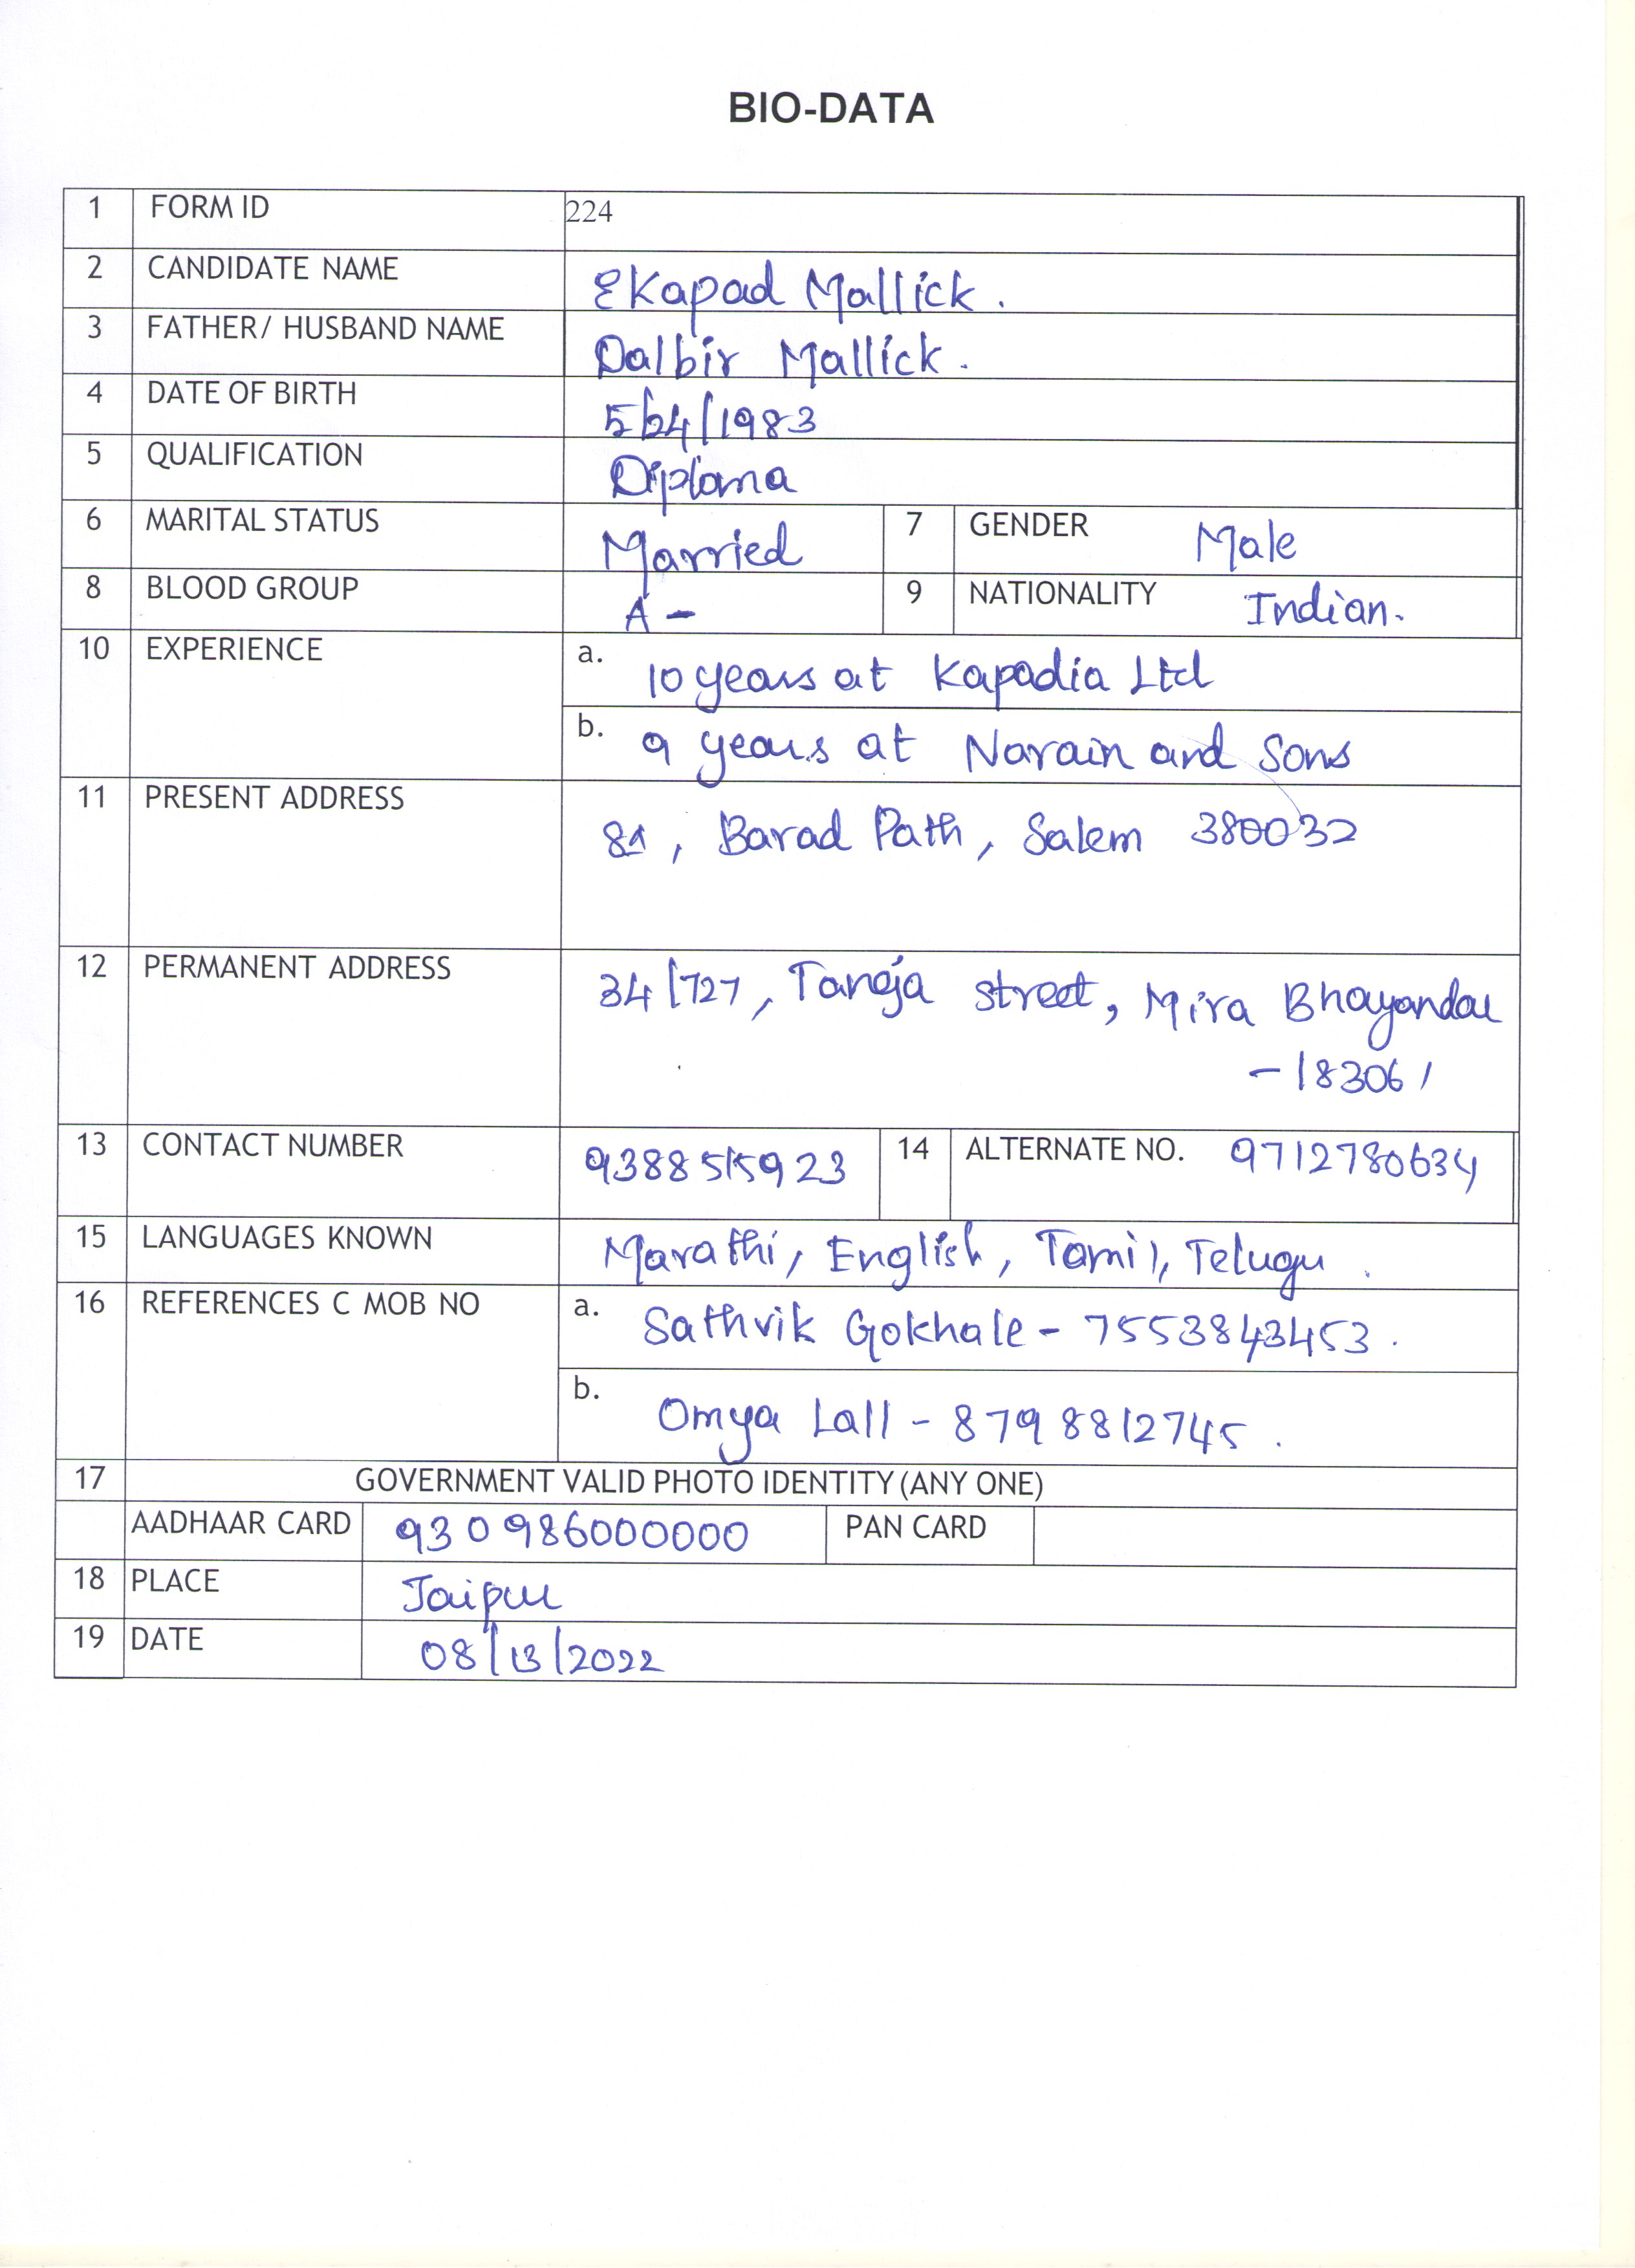 BIO-DATA
1 FORM ID 224
2 CANDIDATE NAME Ekapad Mallick.
3 FATHER/ HUSBAND NAME Dalbir Mallick.
4 DATE OF BIRTH 5/24/1983
5 QUALIFICATION Diploma
6 MARITAL STATUS Married 7 GENDER Male
8 BLOOD GROUP A- 9 NATIONALITY Indian.
10 EXPERIENCE a. 10 years at Kapadia Ltd
b. 9 years at Narain and Sons
11 PRESENT ADDRESS 81, Barad Path, Salem 380032
12 PERMANENT ADDRESS 34/727, Taneja street, Mira Bhayandar
-183061
13 CONTACT NUMBER 9388515923 14 ALTERNATE NO. 9712780634
15 LANGUAGES KNOWN Marathi, English, Tamil, Telugu.
16 REFERENCES C MOB NO a. Sathvik Gokhale - 7553843453.
b. Omya Lall - 8798812745.
17 GOVERNMENT VALID PHOTO IDENTITY (ANY ONE)
AADHAAR CARD 930986000000 PAN CARD
18 PLACE Jaipur
19 DATE 08/13/2022